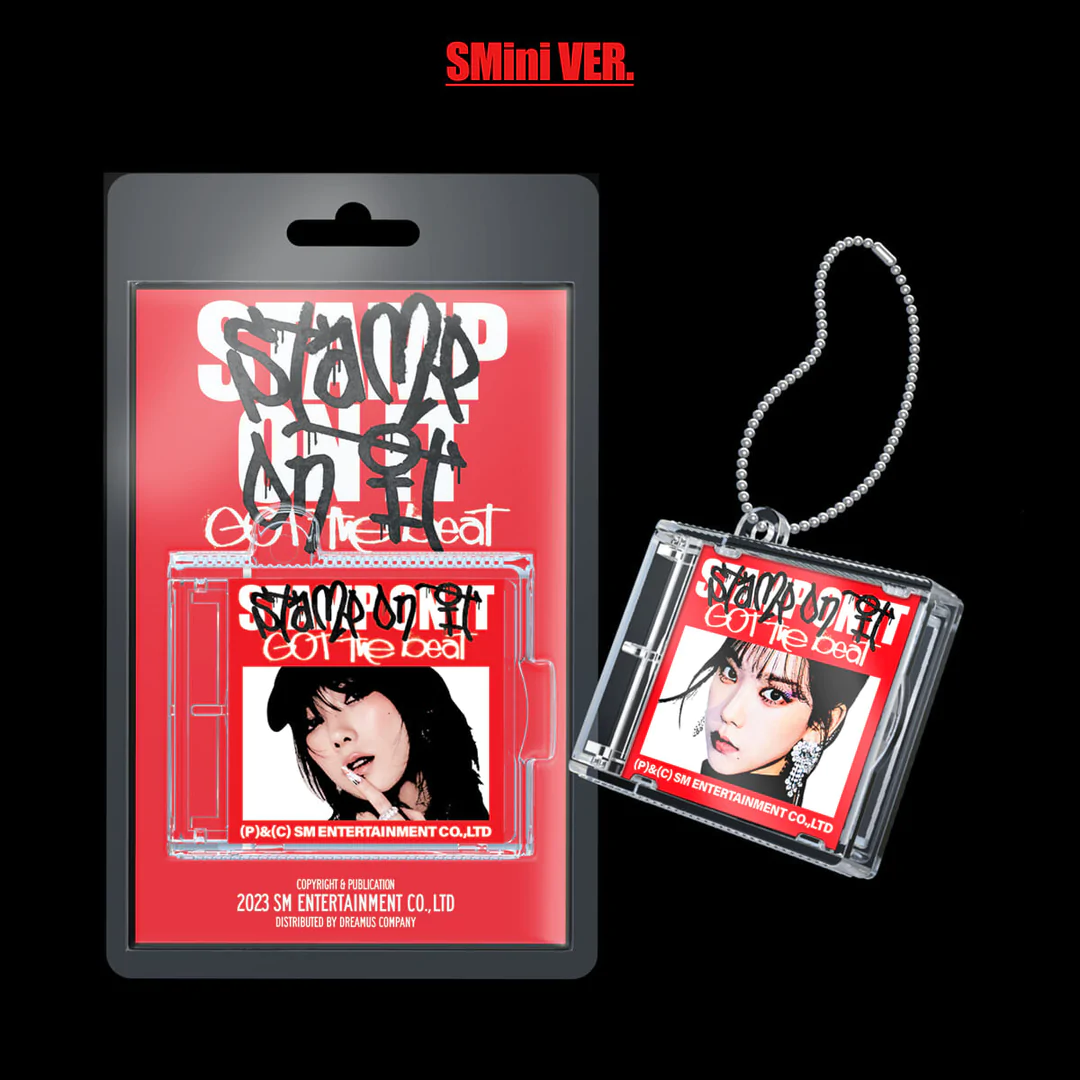 SMini VER.
STAMP
ON IT
Stamp
on it
GOT the beat
STAMP ON IT
Stamp on it
GOT the beat
(P)&(C) SM ENTERTAINMENT CO.,LTD
COPYRIGHT & PUBLICATION
2023 SM ENTERTAINMENT CO.,LTD
DISTRIBUTED BY DREAMUS COMPANY
STAMP ON IT
Stamp on it
GOT the beat
(P)&(C) SM ENTERTAINMENT CO.,LTD